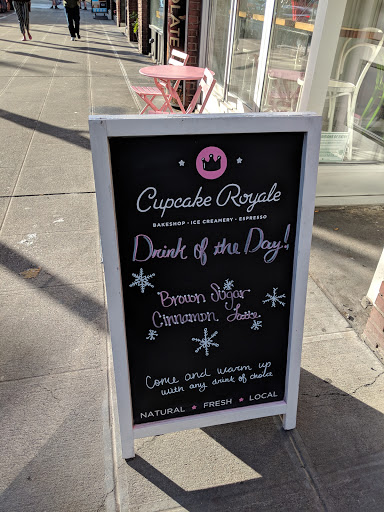 Cupcake Royale
BAKESHOP · ICE CREAMERY · ESPRESSO
Drink of the Day!
Brown Sugar
Cinnamon Latte
Come and warm up
with any drink of choice
NATURAL ★ FRESH ★ LOCAL